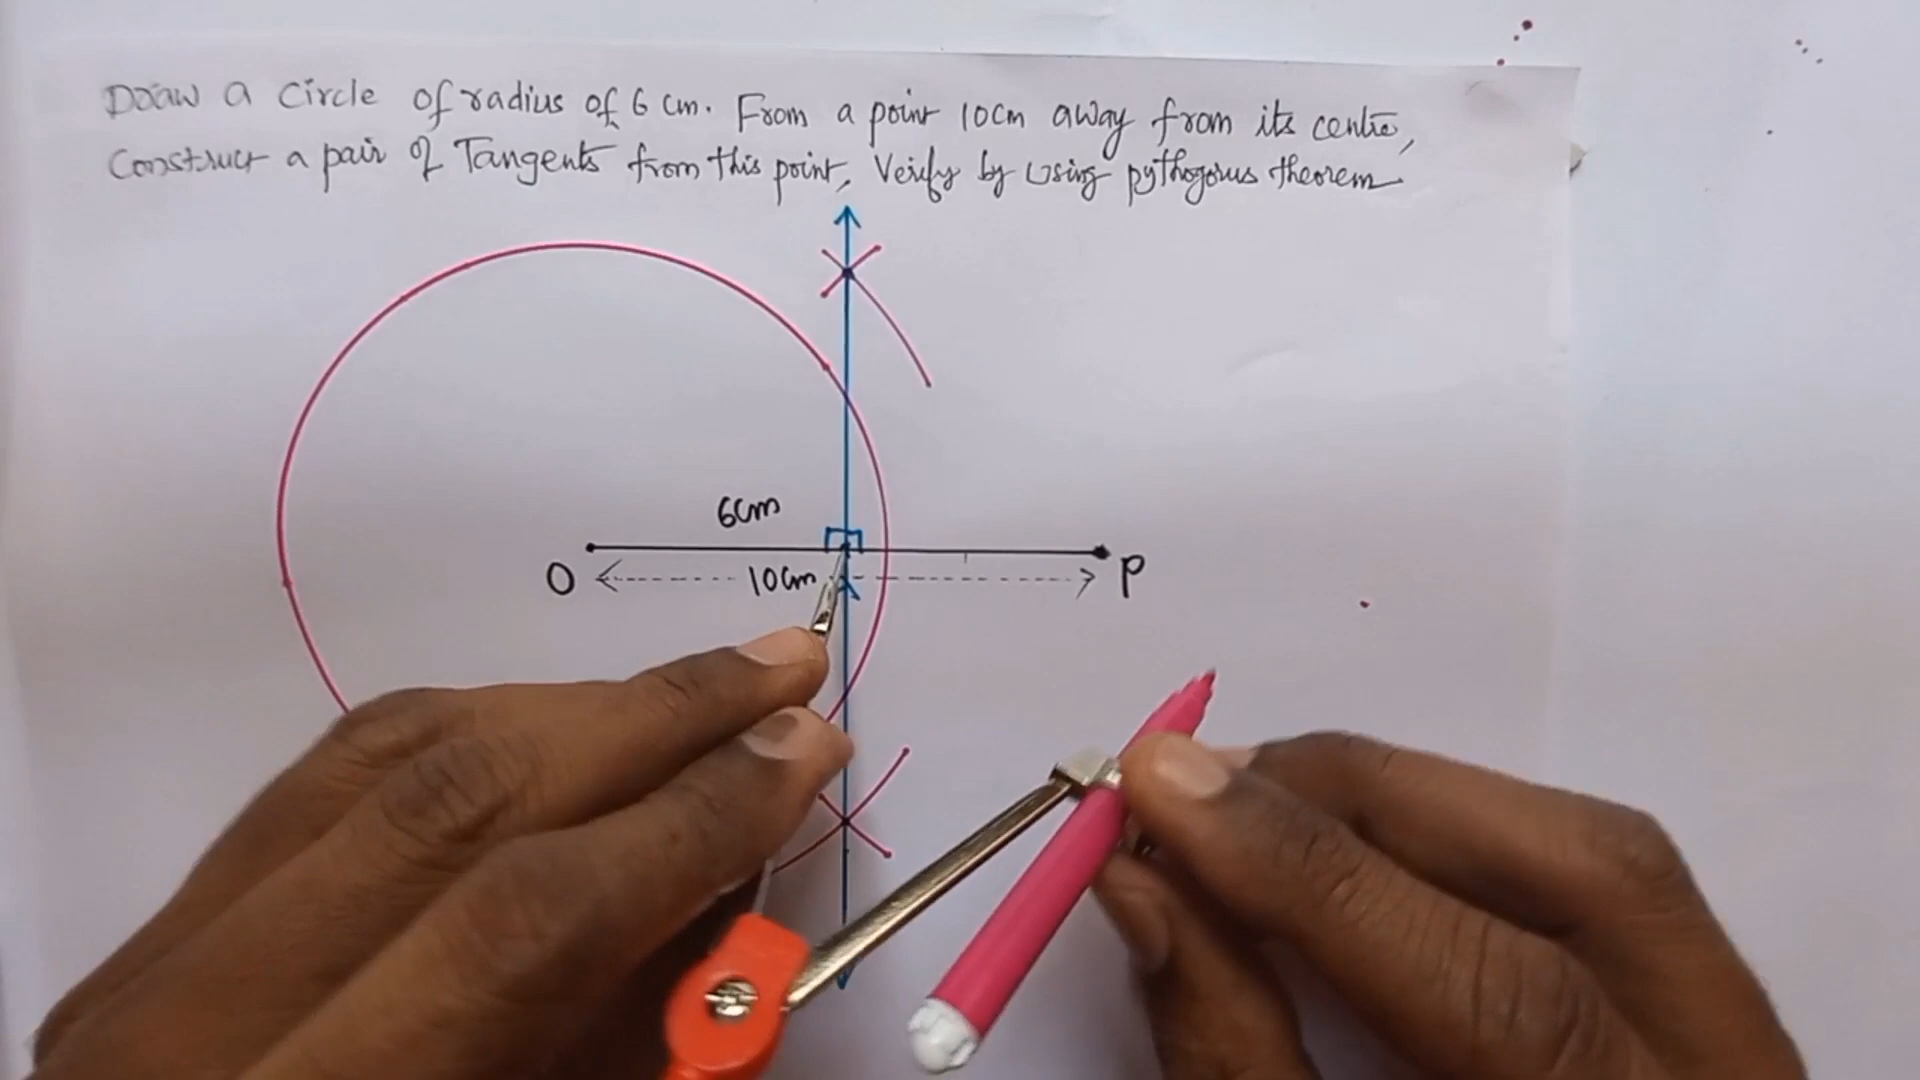 Draw a Circle of radius of 6 cm. From a point 10cm away from its centre,
Construct a pair of Tangents from this point, Verify by Using pythogorus theorem
6cm
O 10cm P